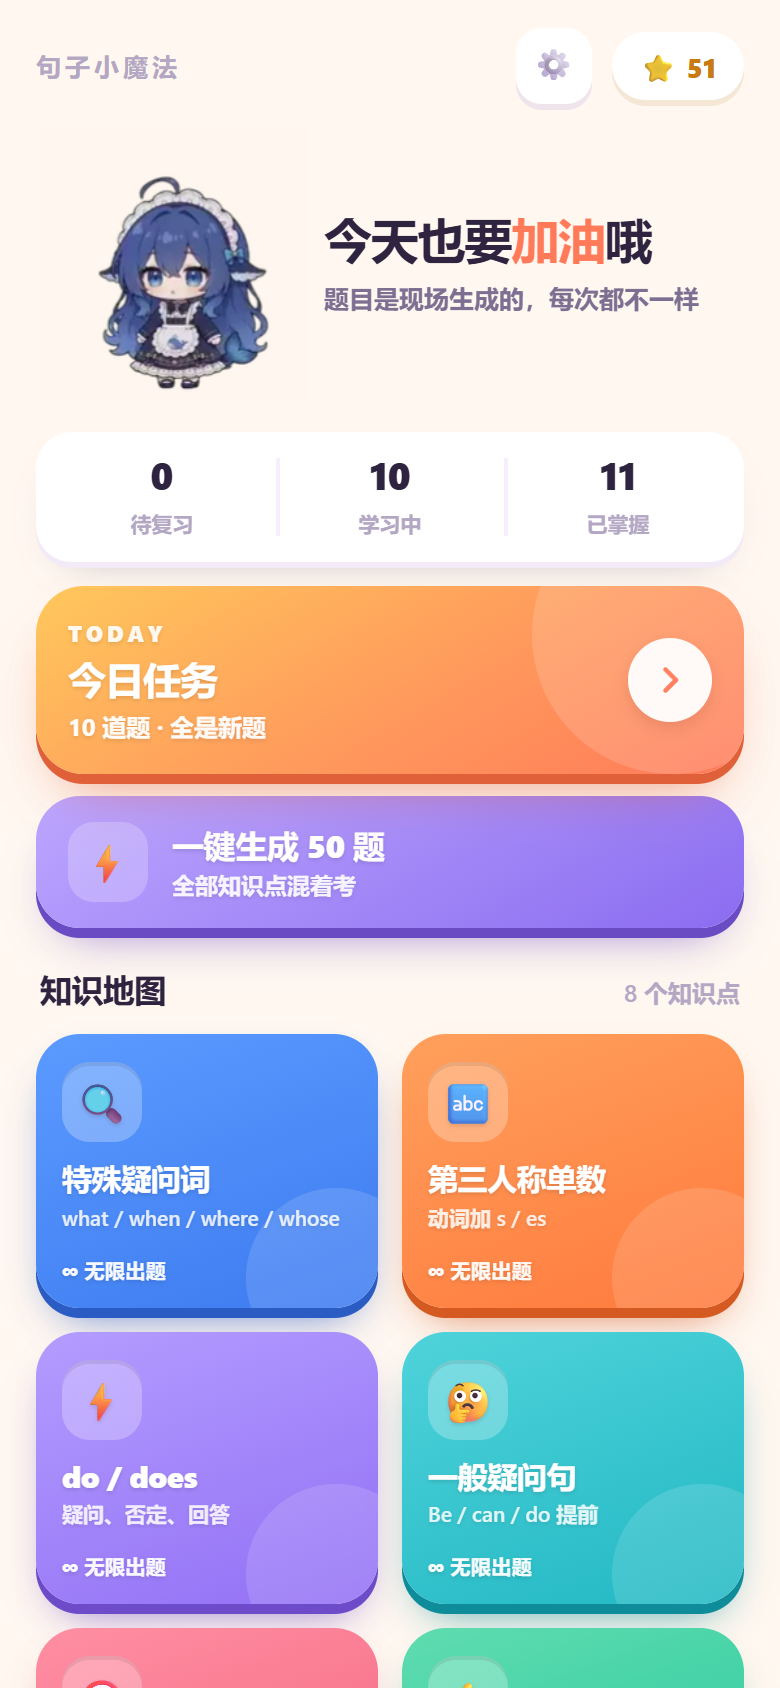 句子小魔法
51
今天也要加油哦
题目是现场生成的，每次都不一样
0
待复习
10
学习中
11
已掌握
TODAY
今日任务
10 道题 · 全是新题
一键生成 50 题
全部知识点混着考
知识地图
8 个知识点
特殊疑问词
what / when / where / whose
∞ 无限出题
abc
第三人称单数
动词加 s / es
∞ 无限出题
do / does
疑问、否定、回答
∞ 无限出题
一般疑问句
Be / can / do 提前
∞ 无限出题